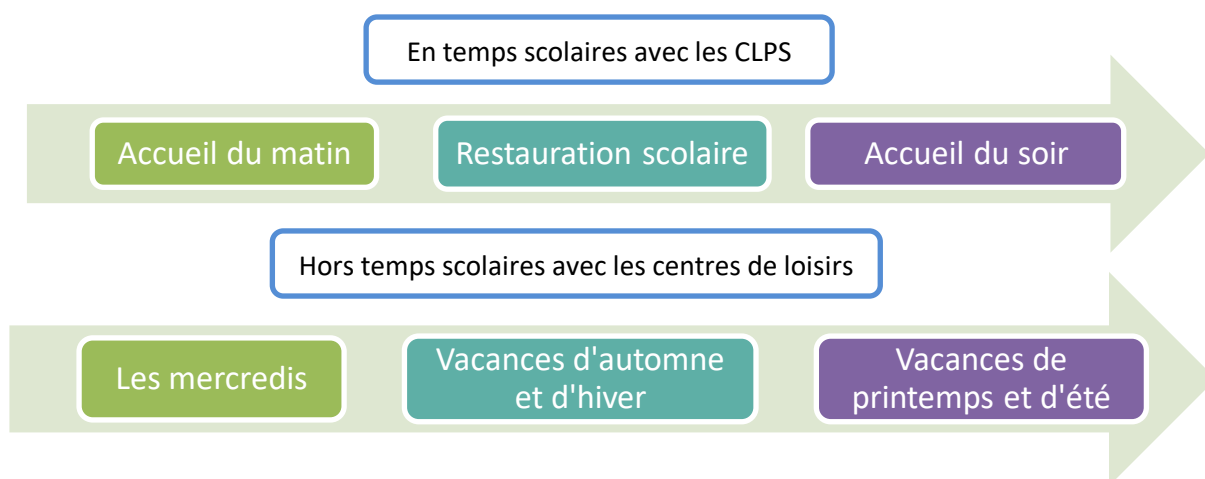 En temps scolaires avec les CLPS
Accueil du matin
Restauration scolaire
Accueil du soir
Hors temps scolaires avec les centres de loisirs
Les mercredis
Vacances d'automne
et d'hiver
Vacances de
printemps et d'été